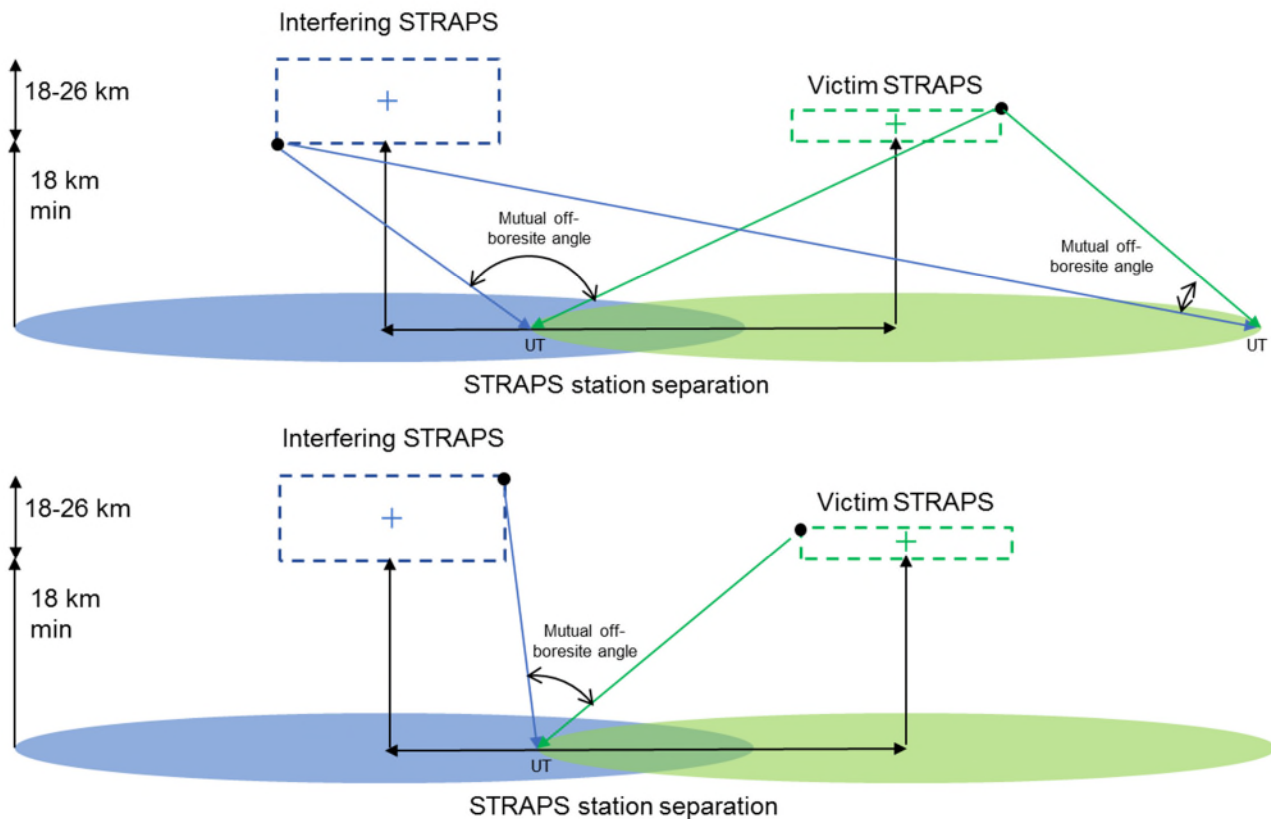 Interfering STRAPS
18-26 km
Victim STRAPS
18 km
min
Mutual off-
boresite angle
Mutual off-
boresite angle
UT
UT
STRAPS station separation
Interfering STRAPS
18-26 km
Victim STRAPS
18 km
min
Mutual off-
boresite angle
UT
STRAPS station separation